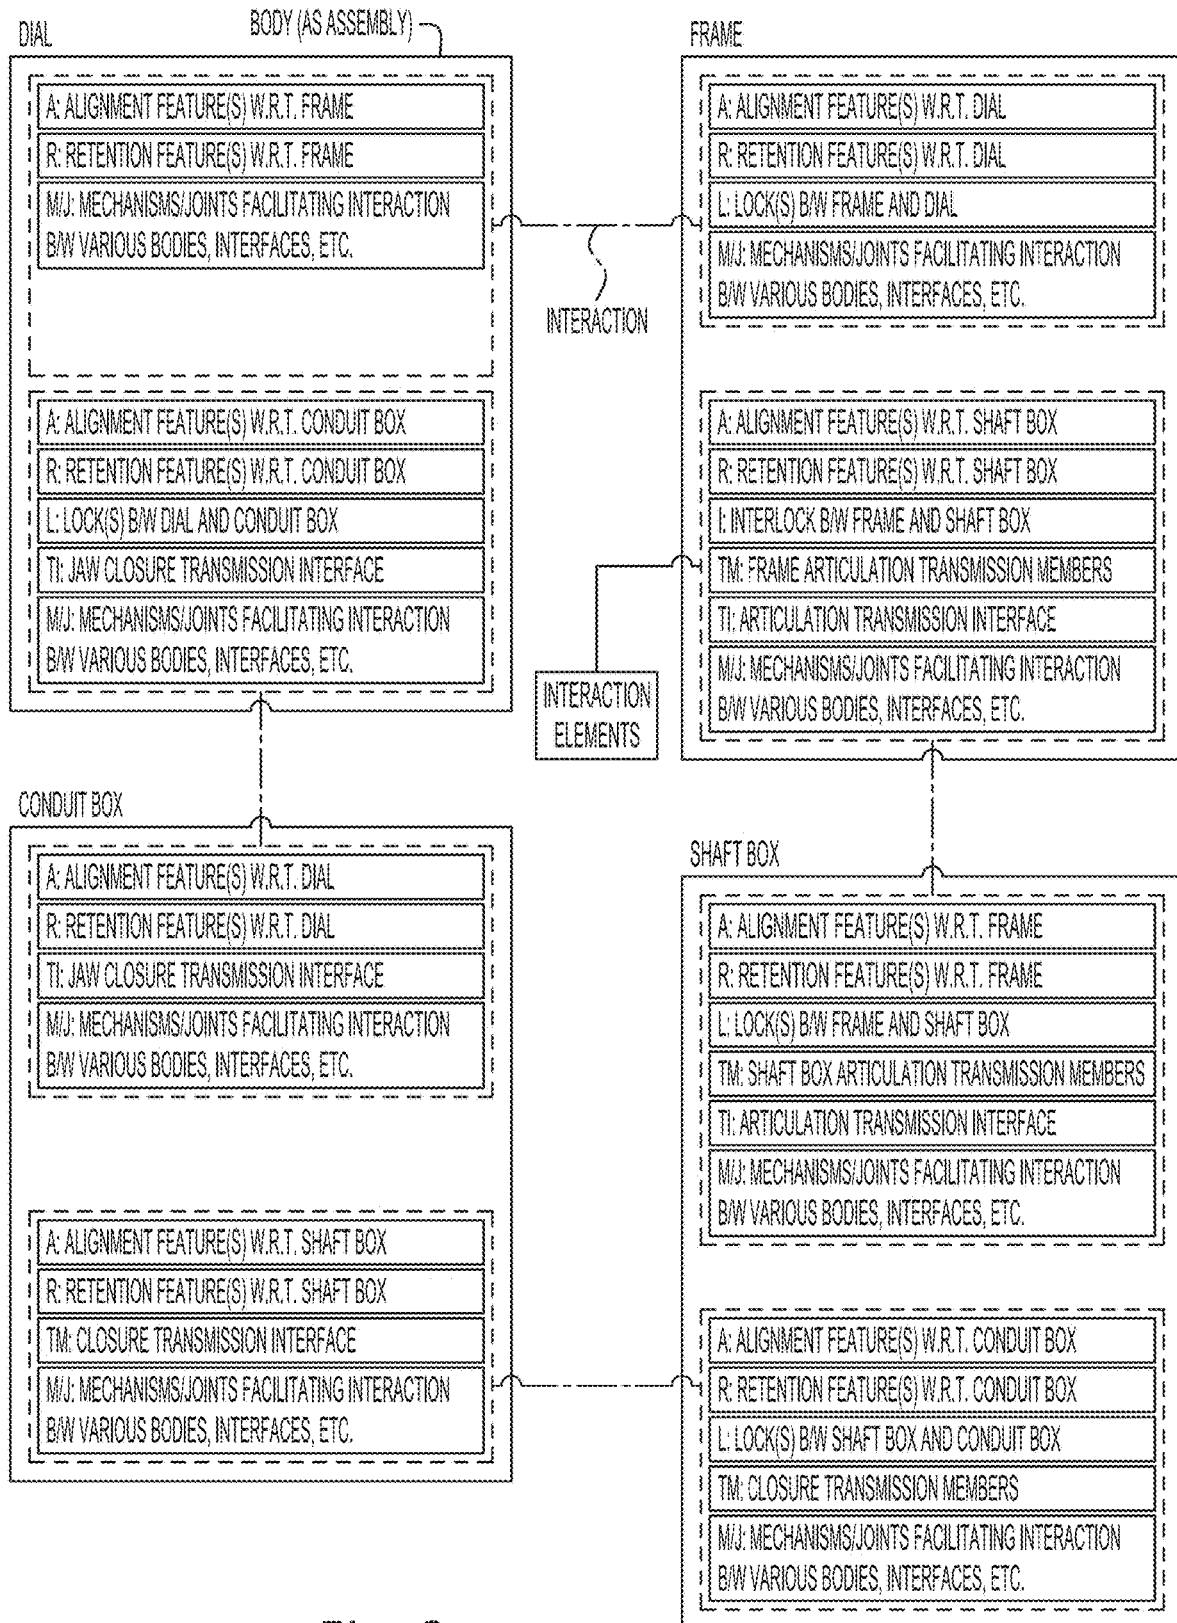 DIAL
BODY (AS ASSEMBLY)
A: ALIGNMENT FEATURE(S) W.R.T. FRAME
R: RETENTION FEATURE(S) W.R.T. FRAME
M/J: MECHANISMS/JOINTS FACILITATING INTERACTION
B/W VARIOUS BODIES, INTERFACES, ETC.
A: ALIGNMENT FEATURE(S) W.R.T. CONDUIT BOX
R: RETENTION FEATURE(S) W.R.T. CONDUIT BOX
L: LOCK(S) B/W DIAL AND CONDUIT BOX
TI: JAW CLOSURE TRANSMISSION INTERFACE
M/J: MECHANISMS/JOINTS FACILITATING INTERACTION
B/W VARIOUS BODIES, INTERFACES, ETC.
INTERACTION
FRAME
A: ALIGNMENT FEATURE(S) W.R.T. DIAL
R: RETENTION FEATURE(S) W.R.T. DIAL
L: LOCK(S) B/W FRAME AND DIAL
M/J: MECHANISMS/JOINTS FACILITATING INTERACTION
B/W VARIOUS BODIES, INTERFACES, ETC.
A: ALIGNMENT FEATURE(S) W.R.T. SHAFT BOX
R: RETENTION FEATURE(S) W.R.T. SHAFT BOX
I: INTERLOCK B/W FRAME AND SHAFT BOX
TM: FRAME ARTICULATION TRANSMISSION MEMBERS
TI: ARTICULATION TRANSMISSION INTERFACE
M/J: MECHANISMS/JOINTS FACILITATING INTERACTION
B/W VARIOUS BODIES, INTERFACES, ETC.
INTERACTION
ELEMENTS
CONDUIT BOX
A: ALIGNMENT FEATURE(S) W.R.T. DIAL
R: RETENTION FEATURE(S) W.R.T. DIAL
TI: JAW CLOSURE TRANSMISSION INTERFACE
M/J: MECHANISMS/JOINTS FACILITATING INTERACTION
B/W VARIOUS BODIES, INTERFACES, ETC.
A: ALIGNMENT FEATURE(S) W.R.T. SHAFT BOX
R: RETENTION FEATURE(S) W.R.T. SHAFT BOX
TM: CLOSURE TRANSMISSION INTERFACE
M/J: MECHANISMS/JOINTS FACILITATING INTERACTION
B/W VARIOUS BODIES, INTERFACES, ETC.
SHAFT BOX
A: ALIGNMENT FEATURE(S) W.R.T. FRAME
R: RETENTION FEATURE(S) W.R.T. FRAME
L: LOCK(S) B/W FRAME AND SHAFT BOX
TM: SHAFT BOX ARTICULATION TRANSMISSION MEMBERS
TI: ARTICULATION TRANSMISSION INTERFACE
M/J: MECHANISMS/JOINTS FACILITATING INTERACTION
B/W VARIOUS BODIES, INTERFACES, ETC.
A: ALIGNMENT FEATURE(S) W.R.T. CONDUIT BOX
R: RETENTION FEATURE(S) W.R.T. CONDUIT BOX
L: LOCK(S) B/W SHAFT BOX AND CONDUIT BOX
TM: CLOSURE TRANSMISSION MEMBERS
M/J: MECHANISMS/JOINTS FACILITATING INTERACTION
B/W VARIOUS BODIES, INTERFACES, ETC.